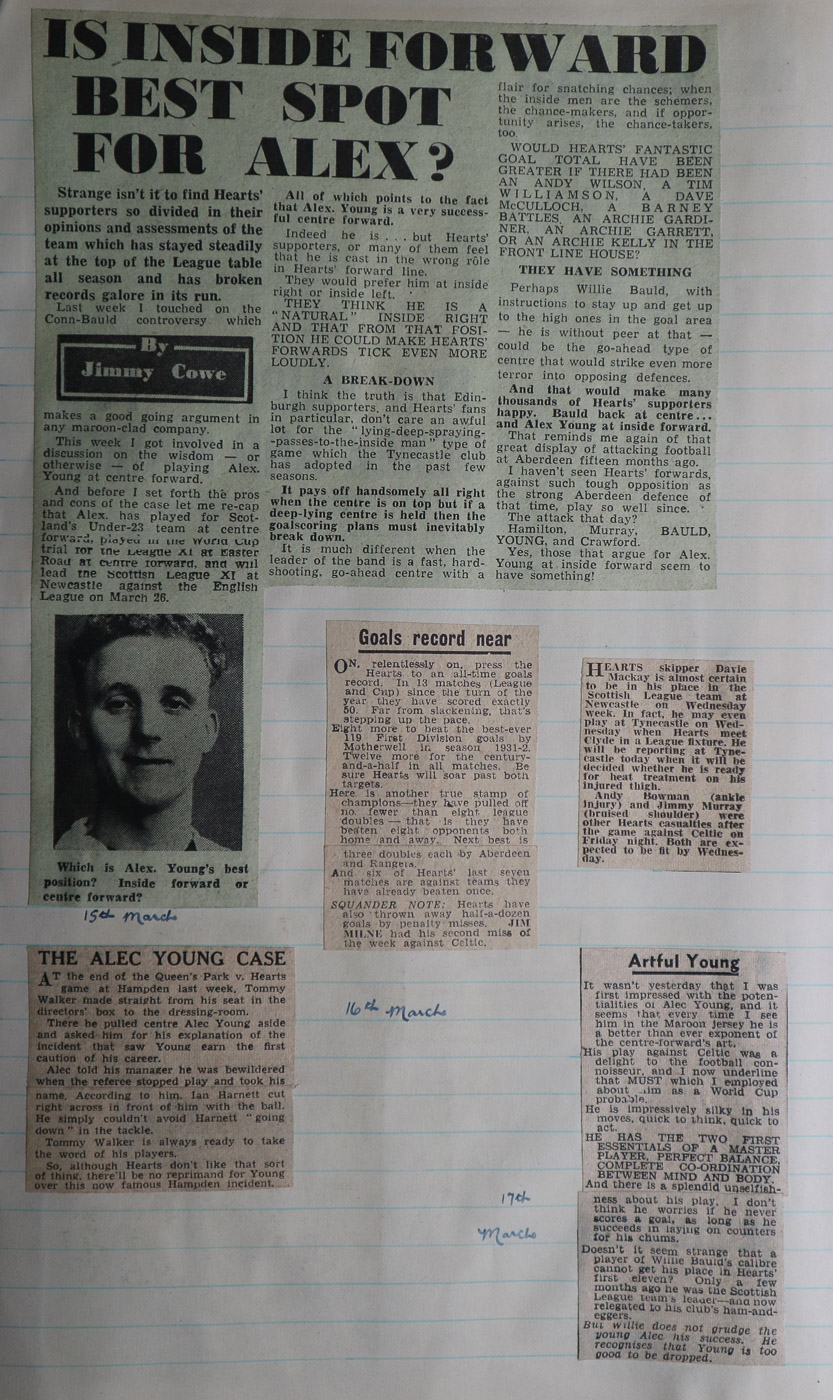 IS INSIDE FORWARD
BEST SPOT
FOR ALEX?
Strange isn't it to find Hearts'
supporters so divided in their
opinions and assessments of the
team which has stayed steadily
at the top of the League table
all season and has broken
records galore in its run.
Last week I touched on the
Conn-Bauld controversy which
By
Jimmy Cowe
makes a good going argument in
any maroon-clad company.
This week I got involved in a
discussion on the wisdom — or
otherwise — of playing Alex.
Young at centre forward.
And before I set forth the pros
and cons of the case let me re-cap
that Alex. has played for Scot-
land's Under-23 team at centre
forward, played in the World Cup
trial for the League XI at Easter
Road at centre forward, and will
lead the Scottish League XI at
Newcastle against the English
League on March 26.
Which is Alex. Young's best
position? Inside forward or
centre forward?
All of which points to the fact
that Alex. Young is a very success-
ful centre forward.
Indeed he is . . . but Hearts'
supporters, or many of them feel
that he is cast in the wrong rôle
in Hearts' forward line.
They would prefer him at inside
right or inside left.
THEY THINK HE IS A
"NATURAL" INSIDE RIGHT
AND THAT FROM THAT POSI-
TION HE COULD MAKE HEARTS'
FORWARDS TICK EVEN MORE
LOUDLY.
A BREAK-DOWN
I think the truth is that Edin-
burgh supporters, and Hearts' fans
in particular, don't care an awful
lot for the "lying-deep-spraying-
-passes-to-the-inside man" type of
game which the Tynecastle club
has adopted in the past few
seasons.
It pays off handsomely all right
when the centre is on top but if a
deep-lying centre is held then the
goalscoring plans must inevitably
break down.
It is much different when the
leader of the band is a fast, hard-
shooting, go-ahead centre with a
flair for snatching chances; when
the inside men are the schemers,
the chance-makers, and if oppor-
tunity arises, the chance-takers,
too.
WOULD HEARTS' FANTASTIC
GOAL TOTAL HAVE BEEN
GREATER IF THERE HAD BEEN
AN ANDY WILSON, A TIM
WILLIAMSON, A DAVE
McCULLOCH, A BARNEY
BATTLES, AN ARCHIE GARDI-
NER, AN ARCHIE GARRETT,
OR AN ARCHIE KELLY IN THE
FRONT LINE HOUSE?
THEY HAVE SOMETHING
Perhaps Willie Bauld, with
instructions to stay up and get up
to the high ones in the goal area
— he is without peer at that —
could be the go-ahead type of
centre that would strike even more
terror into opposing defences.
And that would make many
thousands of Hearts' supporters
happy. Bauld back at centre...
and Alex Young at inside forward.
That reminds me again of that
great display of attacking football
at Aberdeen fifteen months ago.
I haven't seen Hearts' forwards,
against such tough opposition as
the strong Aberdeen defence of
that time, play so well since.
The attack that day?
Hamilton, Murray, BAULD,
YOUNG, and Crawford.
Yes, those that argue for Alex.
Young at inside forward seem to
have something!
15th March
Goals record near
ON, relentlessly on, press the
Hearts to an all-time goals
record. In 13 matches (League
and Cup) since the turn of the
year they have scored exactly
50. Far from slackening, that's
stepping up the pace.
Eight more to beat the best-ever
119 First Division goals by
Motherwell in season 1931-2.
Twelve more for the century-
and-a-half in all matches. Be
sure Hearts will soar past both
targets.
Here is another true stamp of
champions—they have pulled off
no fewer than eight league
doubles — that is they have
beaten eight opponents both
home and away. Next best is
three doubles each by Aberdeen
and Rangers.
And six of Hearts' last seven
matches are against teams they
have already beaten once.
SQUANDER NOTE: Hearts have
also thrown away half-a-dozen
goals by penalty misses. JIM
MILNE had his second miss of
the week against Celtic.
HEARTS skipper Davie
Mackay is almost certain
to be in his place in the
Scottish League team at
Newcastle on Wednesday
week. In fact, he may even
play at Tynecastle on Wed-
nesday when Hearts meet
Clyde in a League fixture. He
will be reporting at Tyne-
castle today when it will be
decided whether he is ready
for heat treatment on his
injured thigh.
Andy Bowman (ankle
injury) and Jimmy Murray
(bruised shoulder) were
other Hearts casualties after
the game against Celtic on
Friday night. Both are ex-
pected to be fit by Wednes-
day.
THE ALEC YOUNG CASE
AT the end of the Queen's Park v. Hearts
game at Hampden last week, Tommy
Walker made straight from his seat in the
directors' box to the dressing-room.
There he pulled centre Alec Young aside
and asked him for his explanation of the
incident that saw Young earn the first
caution of his career.
Alec told his manager he was bewildered
when the referee stopped play and took his
name. According to him, Ian Harnett cut
right across in front of him with the ball.
He simply couldn't avoid Harnett "going
down" in the tackle.
Tommy Walker is always ready to take
the word of his players.
So, although Hearts don't like that sort
of thing, there'll be no reprimand for Young
over this now famous Hampden incident.
16th March
Artful Young
It wasn't yesterday that I was
first impressed with the poten-
tialities of Alec Young, and it
seems that every time I see
him in the Maroon jersey he is
a better than ever exponent of
the centre-forward's art.
His play against Celtic was a
delight to the football con-
noisseur, and I now underline
that MUST which I employed
about him as a World Cup
probable.
He is impressively silky in his
moves, quick to think, quick to
act.
HE HAS THE TWO FIRST
ESSENTIALS OF A MASTER
PLAYER, PERFECT BALANCE,
COMPLETE CO-ORDINATION
BETWEEN MIND AND BODY.
And there is a splendid unselfish-
ness about his play. I don't
think he worries if he never
scores a goal, as long as he
succeeds in laying on counters
for his chums.
Doesn't it seem strange that a
player of Willie Bauld's calibre
cannot get his place in Hearts'
first eleven? Only a few
months ago he was the Scottish
League team's leader—and now
relegated to his club's ham-and-
eggers.
But Willie does not grudge the
young Alec his success. He
recognises that Young is too
good to be dropped.
17th
March